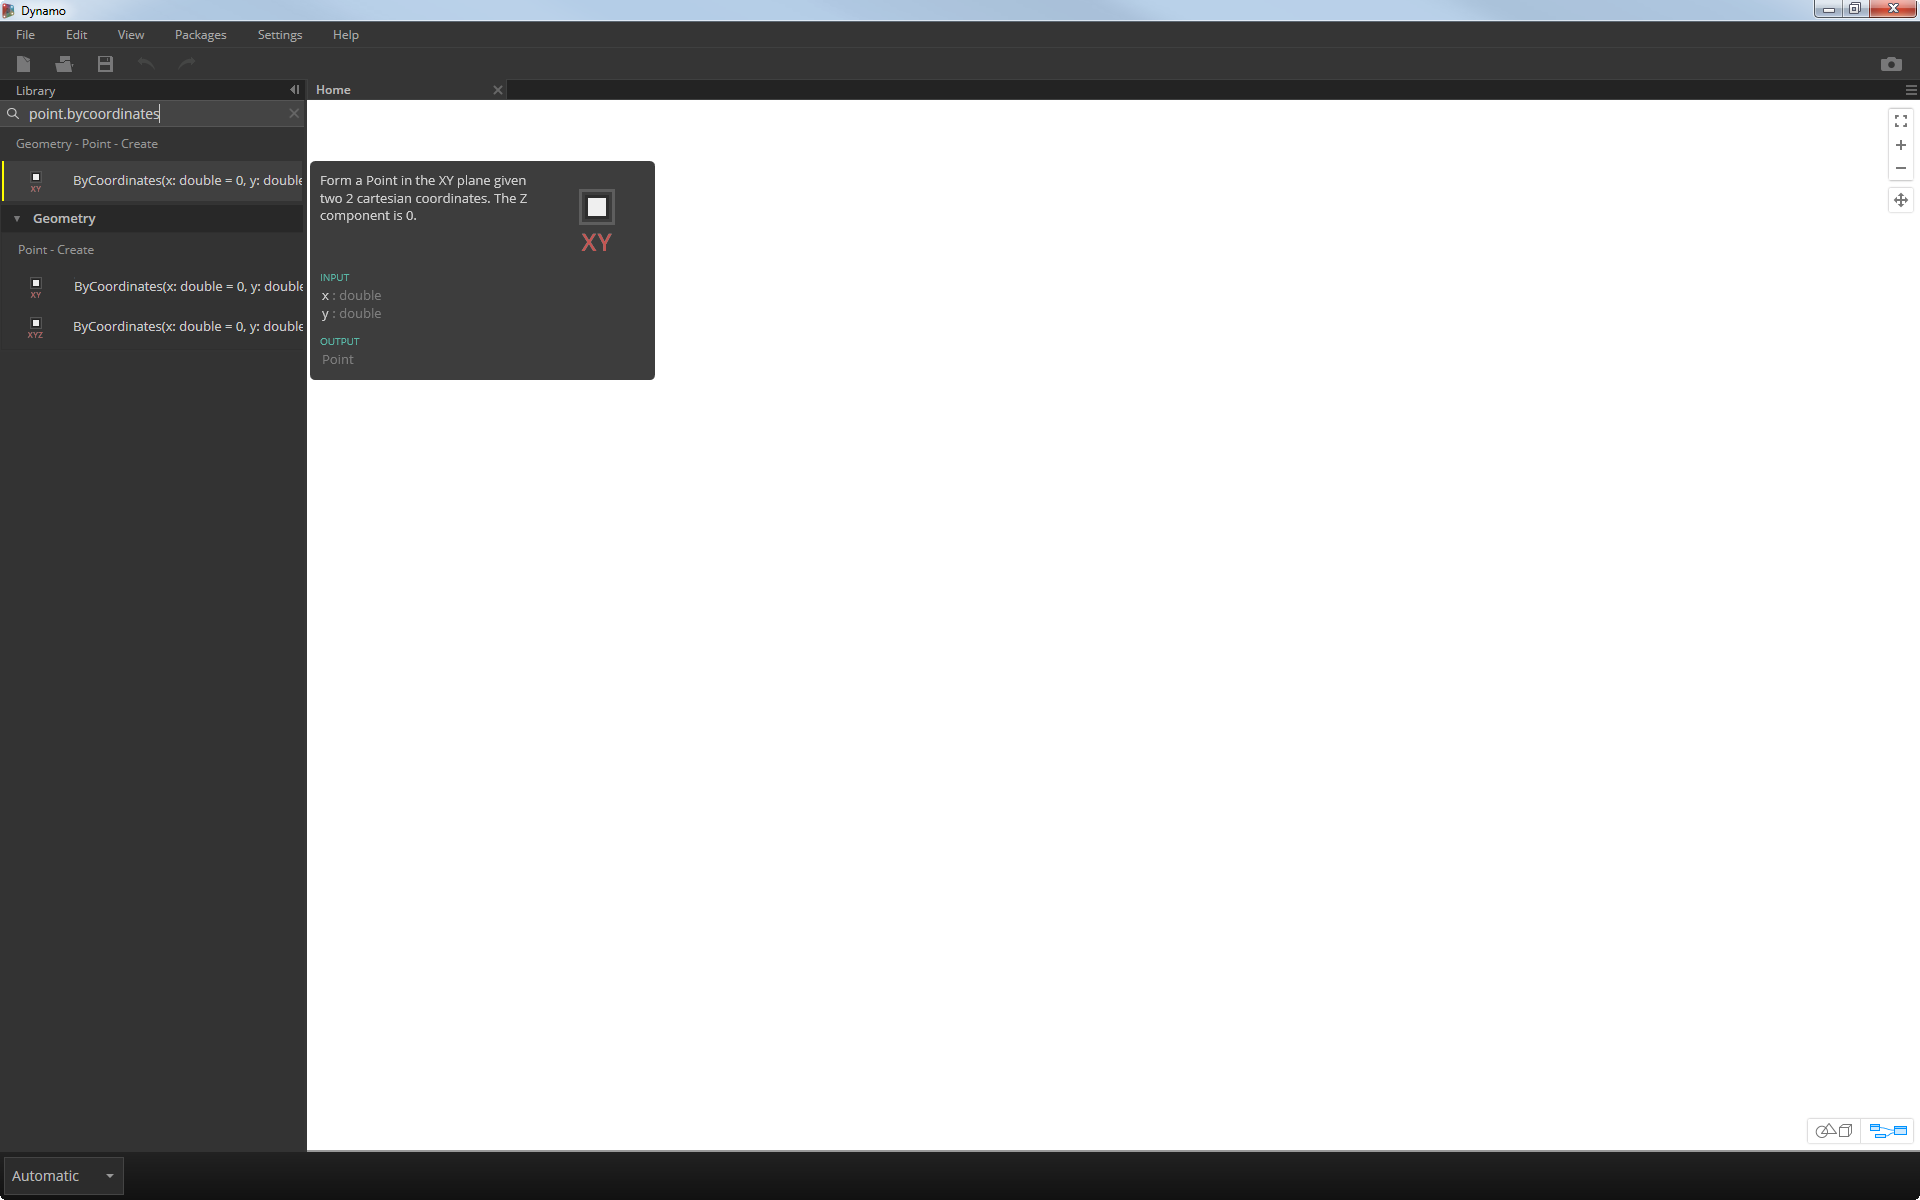 Dynamo
File Edit View Packages Settings Help
Library
Home
point.bycoordinates
Geometry - Point - Create
XY
ByCoordinates(x: double = 0, y: double
Geometry
Point - Create
XY
ByCoordinates(x: double = 0, y: double
XYZ
ByCoordinates(x: double = 0, y: double
Form a Point in the XY plane given
two 2 cartesian coordinates. The Z
component is 0.
XY
INPUT
x : double
y : double
OUTPUT
Point
Automatic